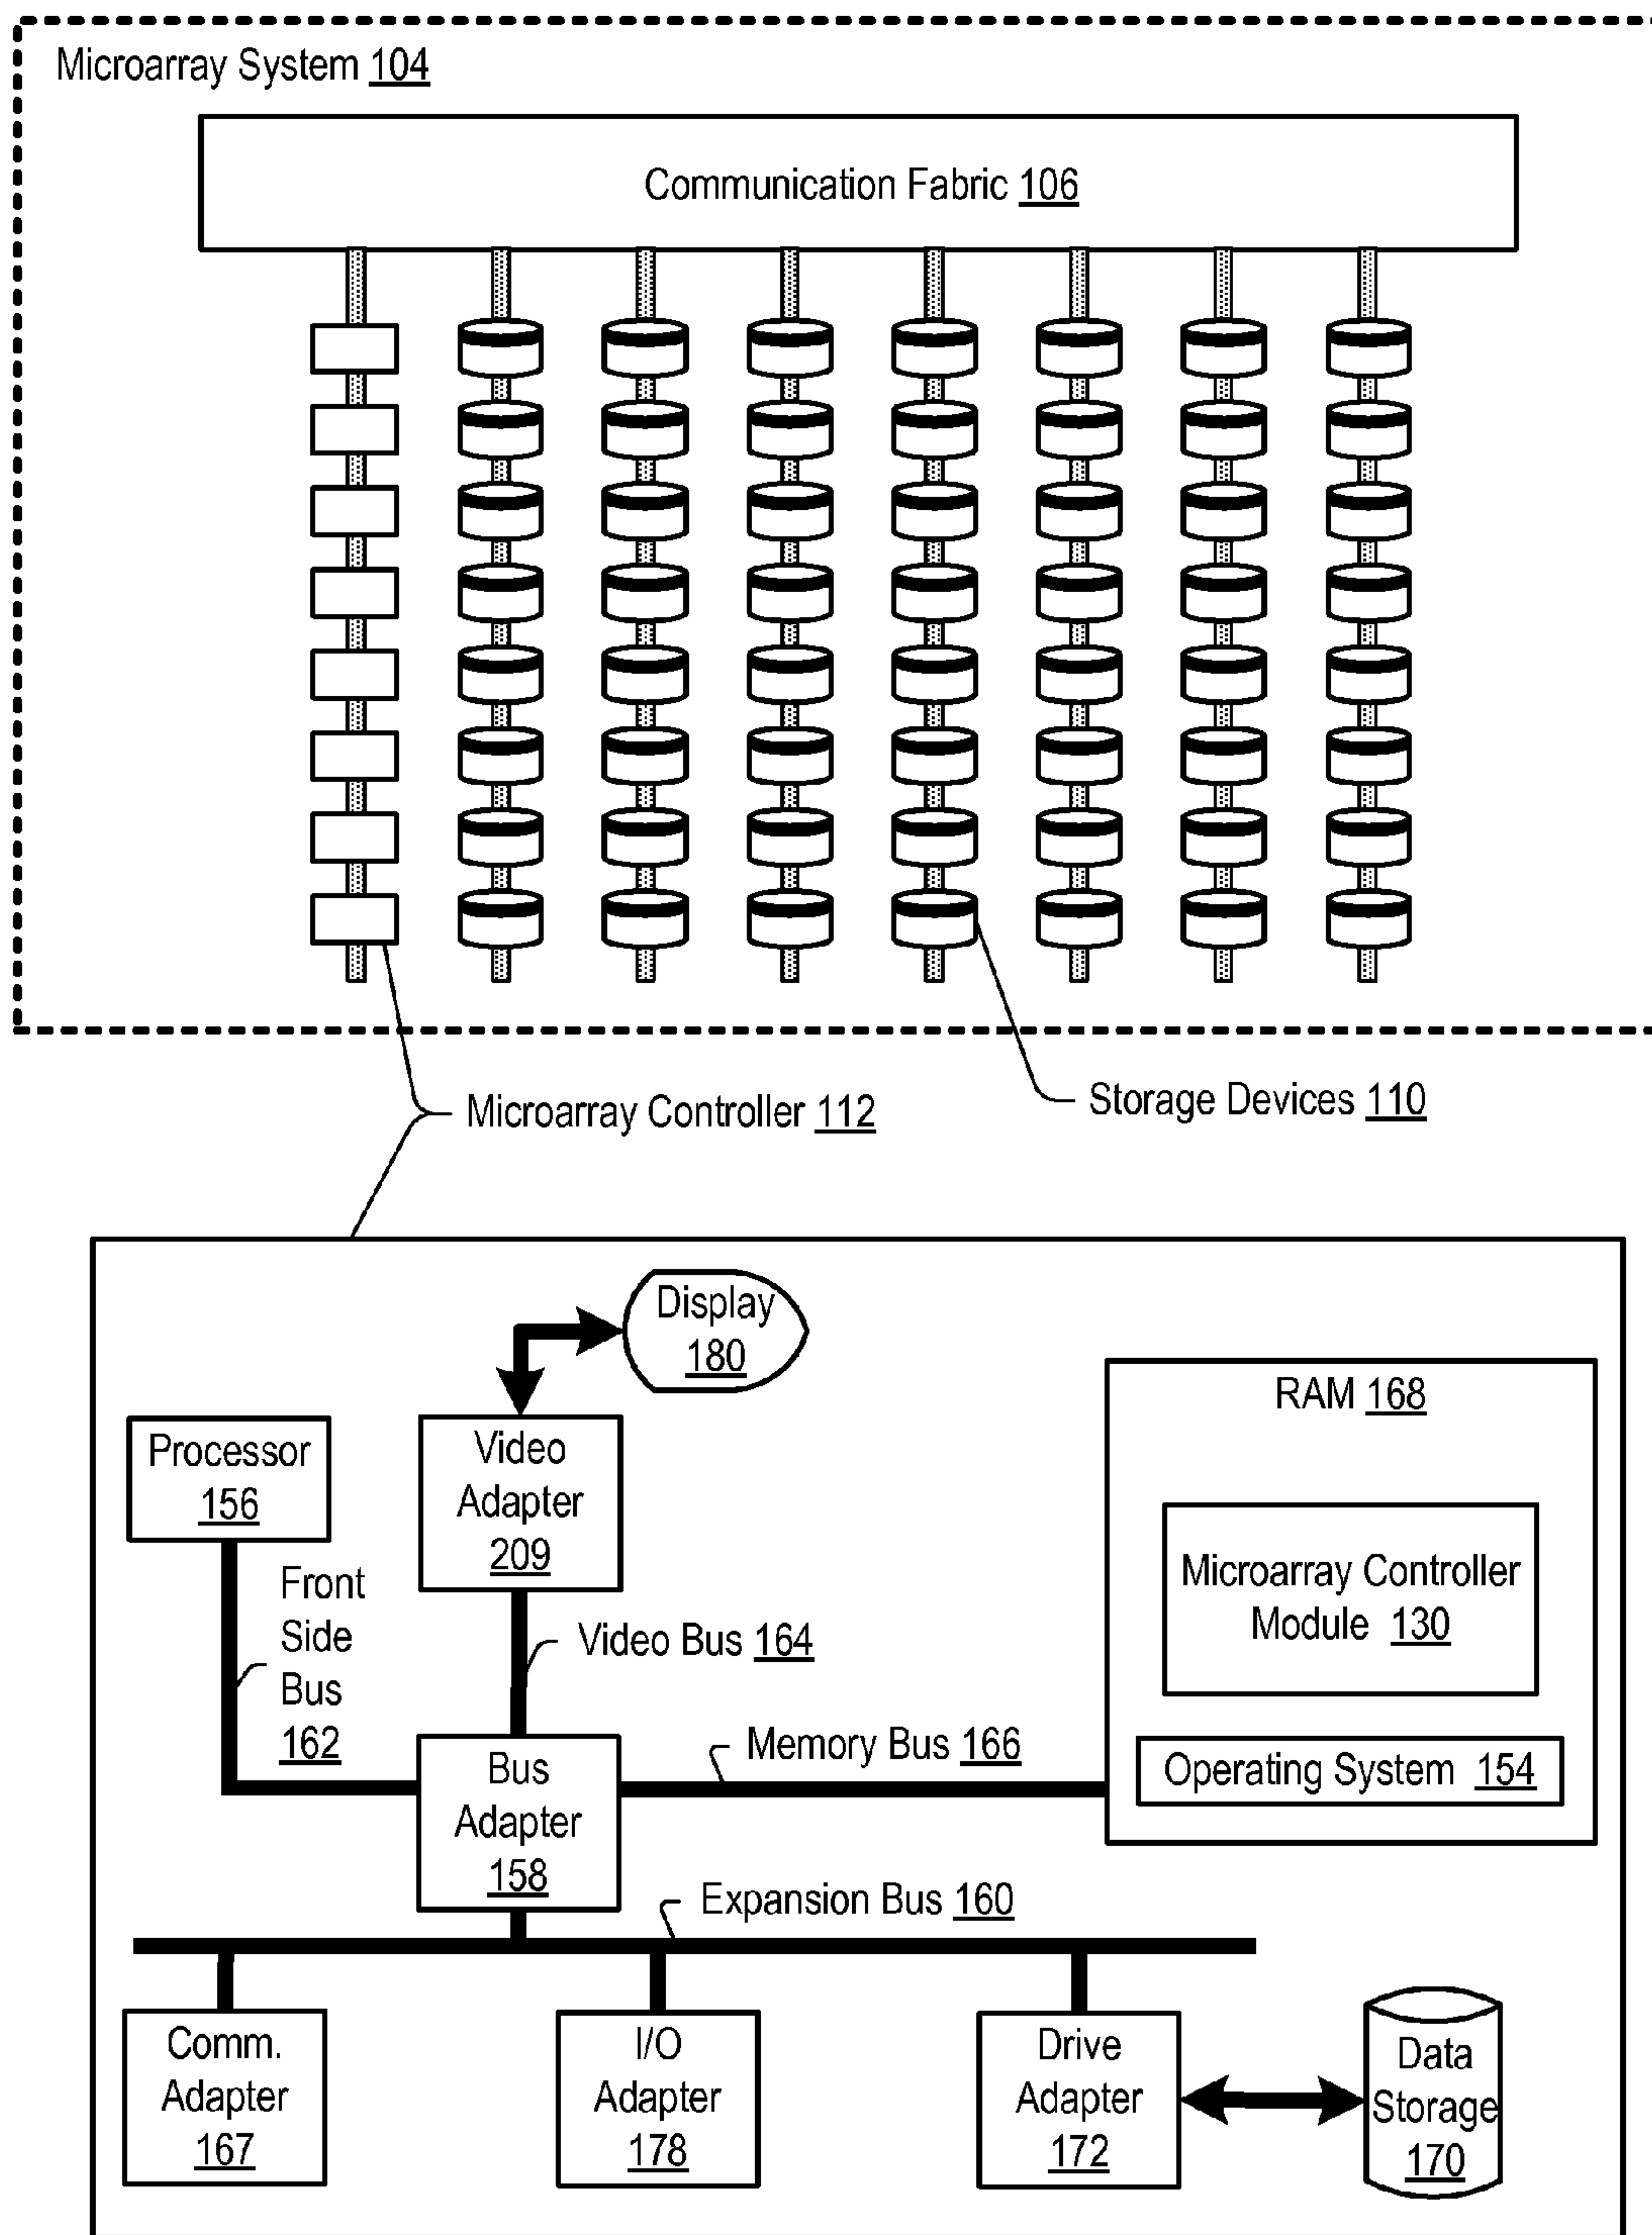 Microarray System 104
Communication Fabric 106
Microarray Controller 112
Storage Devices 110
Display
180
RAM 168
Processor
156
Video
Adapter
209
Microarray Controller
Module 130
Front
Side
Bus
162
Video Bus 164
Operating System 154
Bus
Adapter
158
Memory Bus 166
Expansion Bus 160
Comm.
Adapter
167
I/O
Adapter
178
Drive
Adapter
172
Data
Storage
170